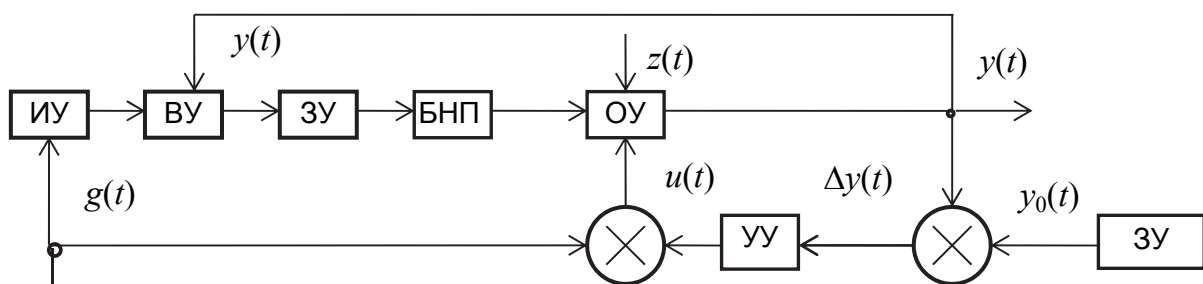 y(t)
z(t)
y(t)
ИУ
ВУ
ЗУ
БНП
ОУ
g(t)
u(t)
Δy(t)
y₀(t)
УУ
ЗУ